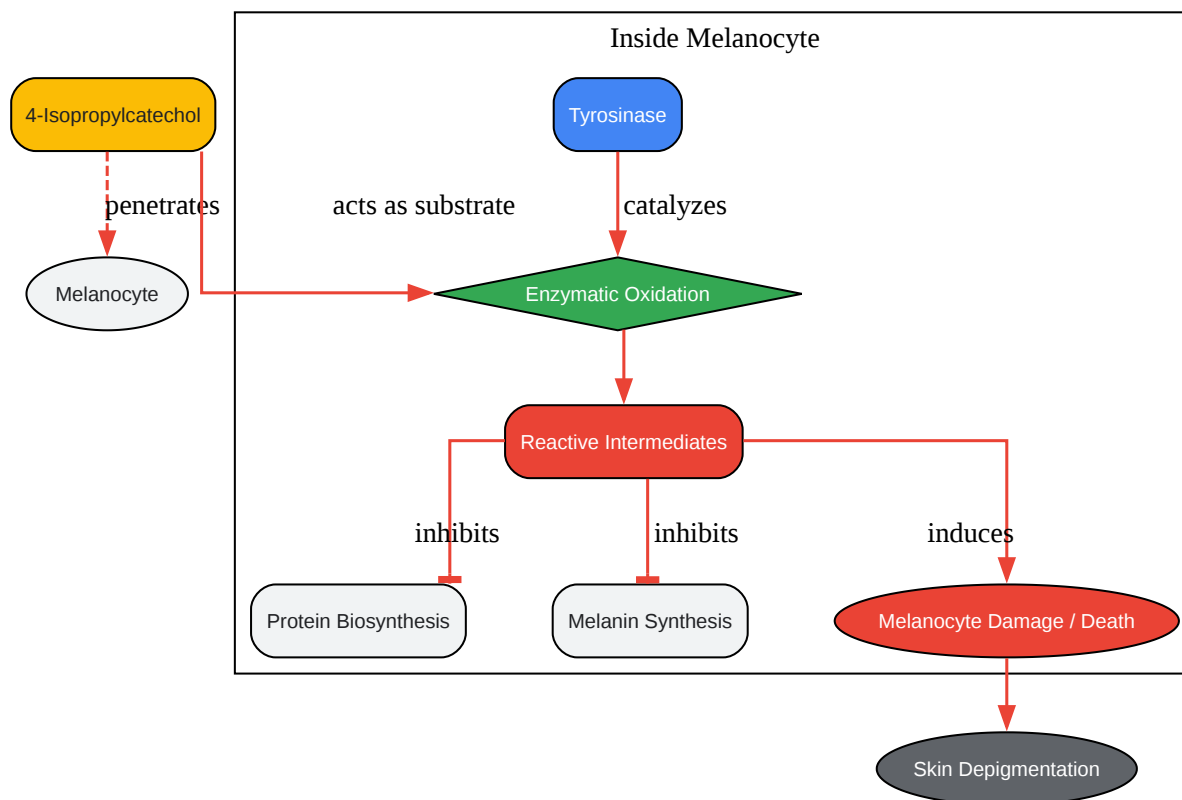 Inside Melanocyte
4-Isopropylcatechol
Tyrosinase
penetrates
acts as substrate
catalyzes
Melanocyte
Enzymatic Oxidation
Reactive Intermediates
inhibits
inhibits
induces
Protein Biosynthesis
Melanin Synthesis
Melanocyte Damage / Death
Skin Depigmentation